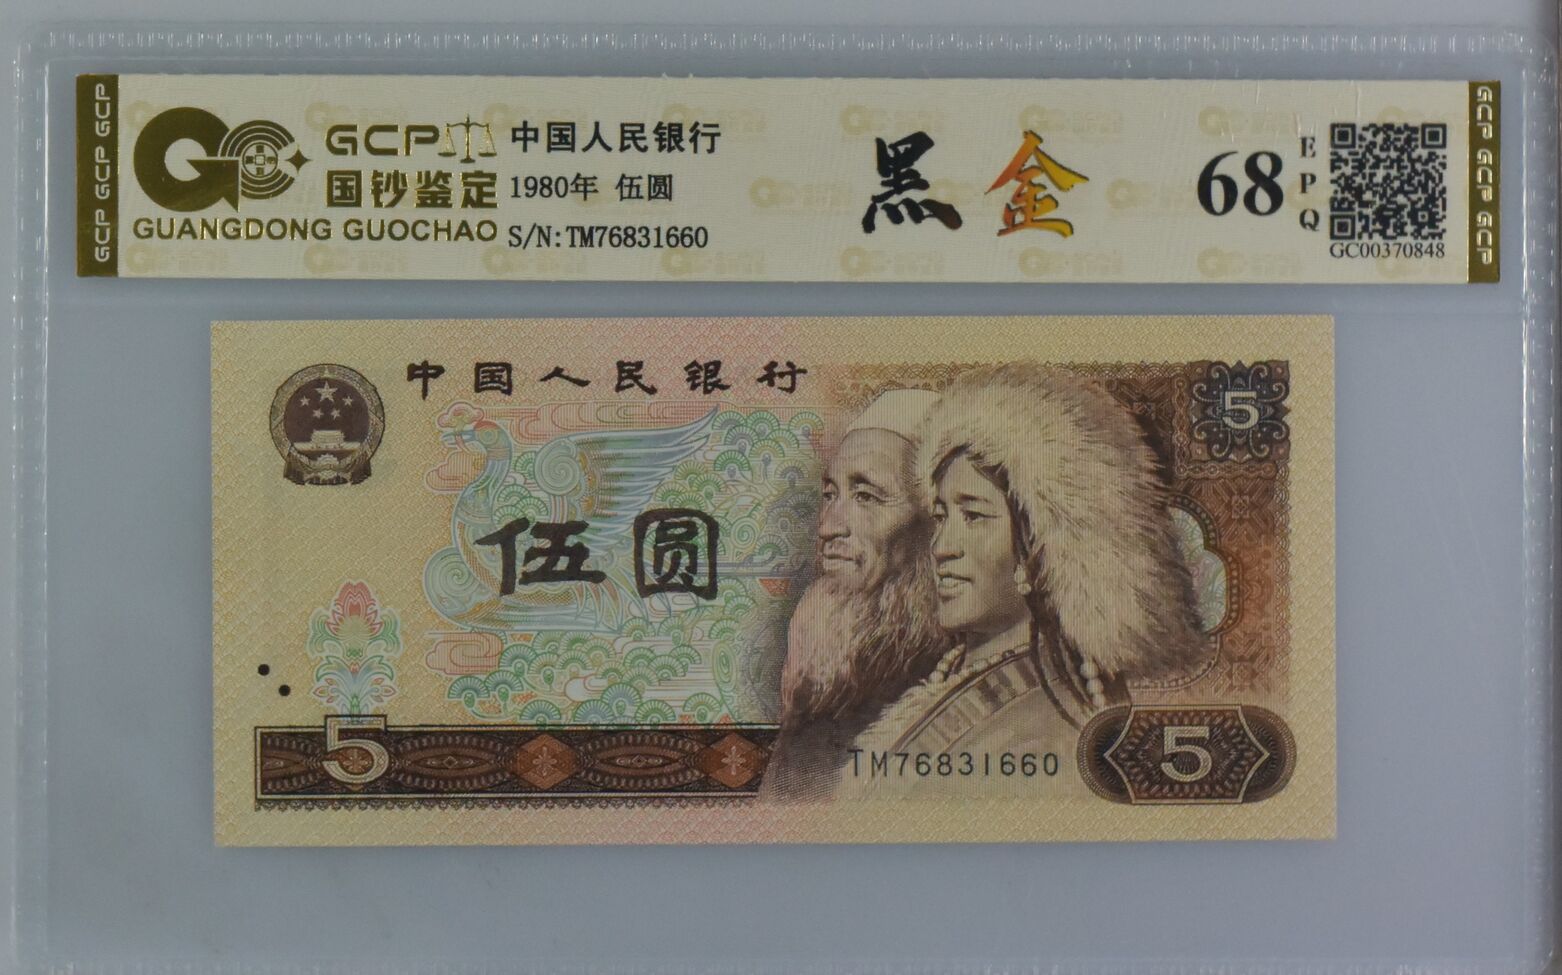 GCP GCP GCP
GCP
国钞鉴定
GUANGDONG GUOCHAO
中国人民银行
1980年 伍圆
S/N:TM76831660
黑金
68
EPQ
GC00370848
GCP GCP GCP
中国人民银行
5
伍圆
5
TM76831660
5